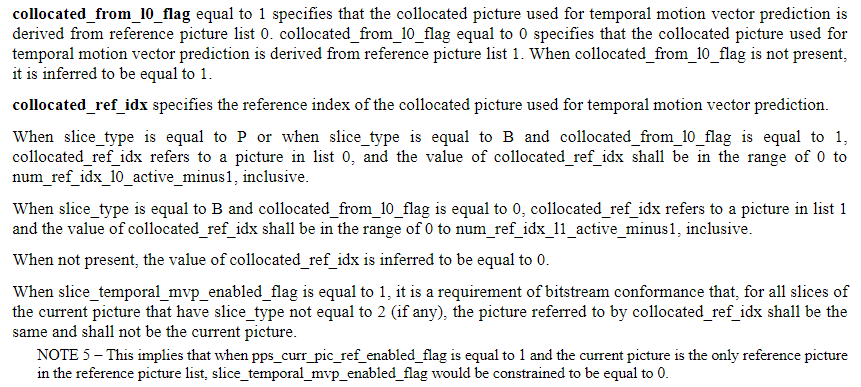 collocated_from_l0_flag equal to 1 specifies that the collocated picture used for temporal motion vector prediction is
derived from reference picture list 0. collocated_from_l0_flag equal to 0 specifies that the collocated picture used for
temporal motion vector prediction is derived from reference picture list 1. When collocated_from_l0_flag is not present,
it is inferred to be equal to 1.
collocated_ref_idx specifies the reference index of the collocated picture used for temporal motion vector prediction.
When slice_type is equal to P or when slice_type is equal to B and collocated_from_l0_flag is equal to 1,
collocated_ref_idx refers to a picture in list 0, and the value of collocated_ref_idx shall be in the range of 0 to
num_ref_idx_l0_active_minus1, inclusive.
When slice_type is equal to B and collocated_from_l0_flag is equal to 0, collocated_ref_idx refers to a picture in list 1
and the value of collocated_ref_idx shall be in the range of 0 to num_ref_idx_l1_active_minus1, inclusive.
When not present, the value of collocated_ref_idx is inferred to be equal to 0.
When slice_temporal_mvp_enabled_flag is equal to 1, it is a requirement of bitstream conformance that, for all slices of
the current picture that have slice_type not equal to 2 (if any), the picture referred to by collocated_ref_idx shall be the
same and shall not be the current picture.
NOTE 5 – This implies that when pps_curr_pic_ref_enabled_flag is equal to 1 and the current picture is the only reference picture
in the reference picture list, slice_temporal_mvp_enabled_flag would be constrained to be equal to 0.